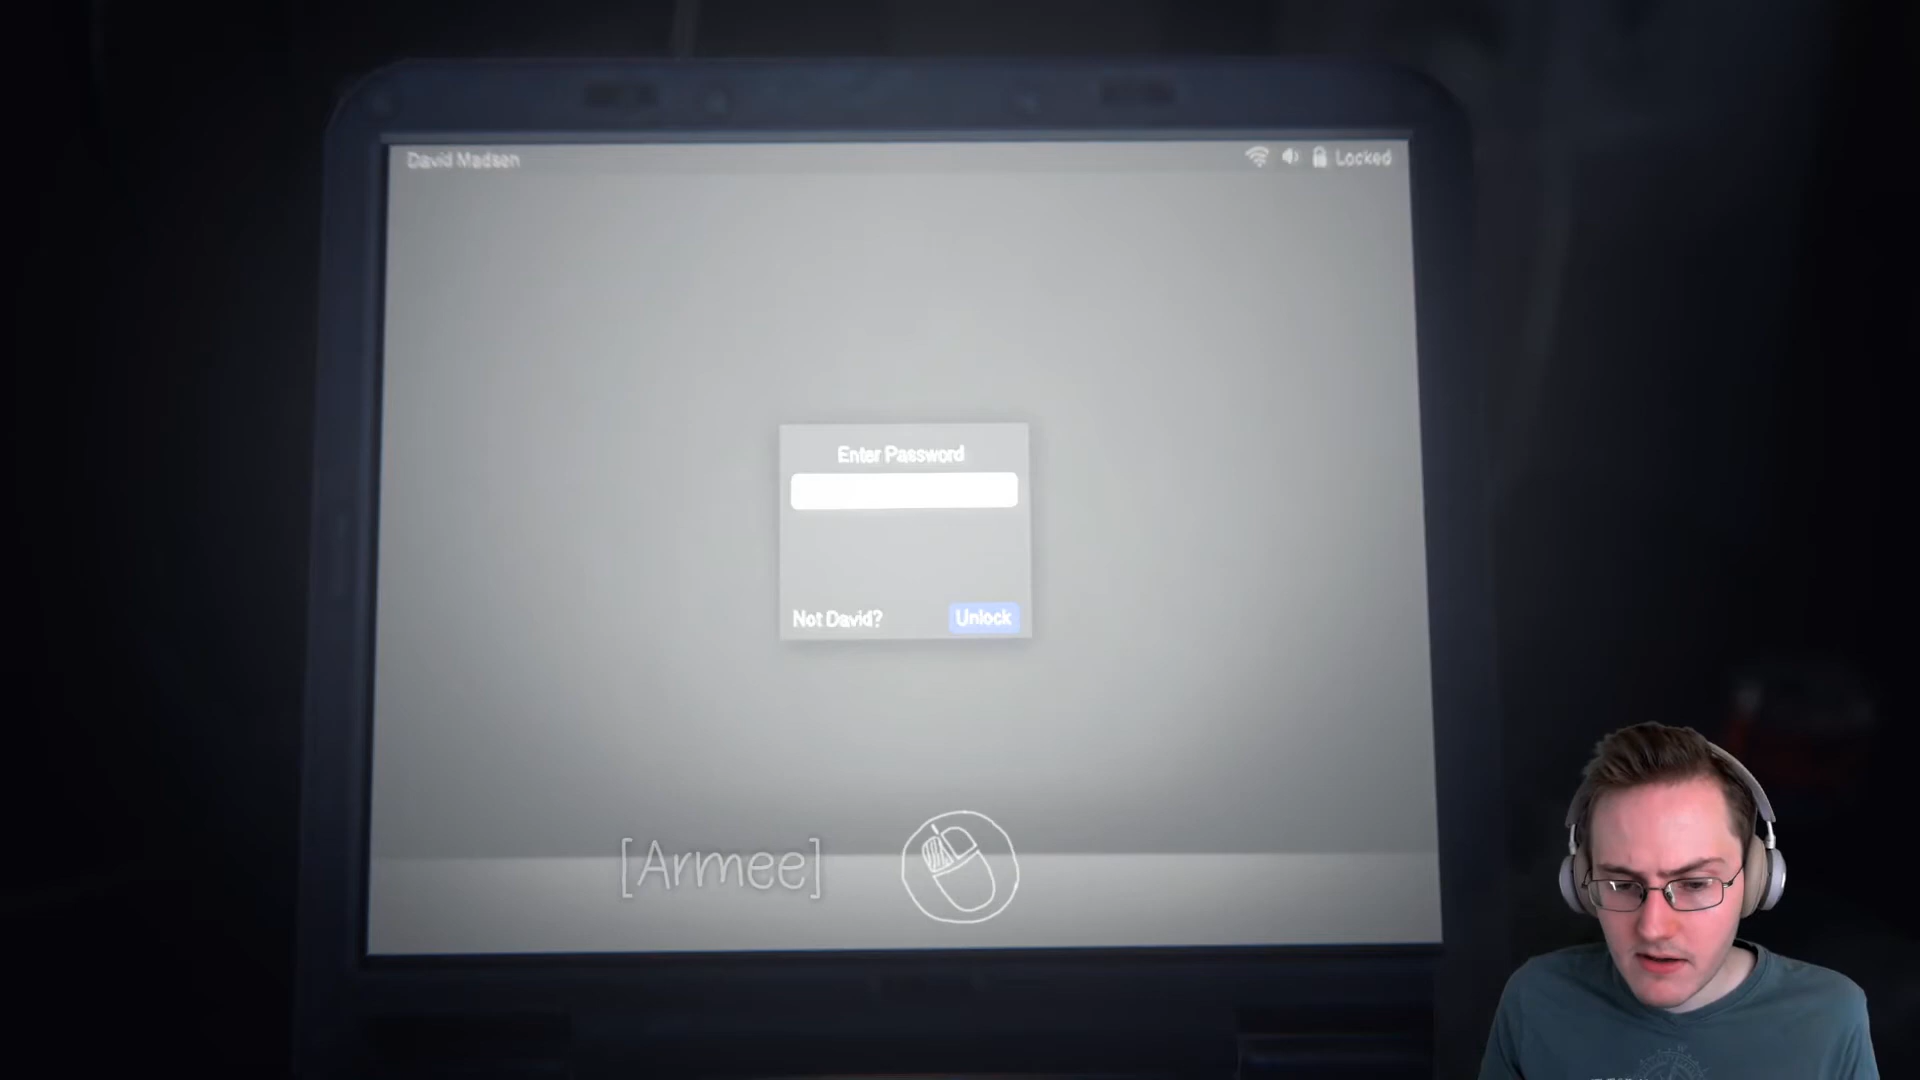 David Madsen
Locked
Enter Password
Not David?
Unlock
[Armee]